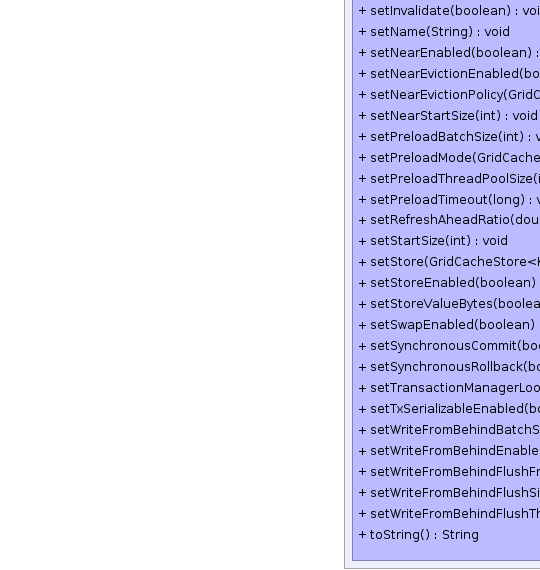 + setInvalidate(boolean) : voi
+ setName(String) : void
+ setNearEnabled(boolean) :
+ setNearEvictionEnabled(bo
+ setNearEvictionPolicy(GridC
+ setNearStartSize(int) : void
+ setPreloadBatchSize(int) : v
+ setPreloadMode(GridCache
+ setPreloadThreadPoolSize(i
+ setPreloadTimeout(long) : v
+ setRefreshAheadRatio(dou
+ setStartSize(int) : void
+ setStore(GridCacheStore<K
+ setStoreEnabled(boolean)
+ setStoreValueBytes(boolea
+ setSwapEnabled(boolean)
+ setSynchronousCommit(boo
+ setSynchronousRollback(bo
+ setTransactionManagerLoo
+ setTxSerializableEnabled(bo
+ setWriteFromBehindBatchS
+ setWriteFromBehindEnable
+ setWriteFromBehindFlushFr
+ setWriteFromBehindFlushSi
+ setWriteFromBehindFlushTh
+ toString() : String